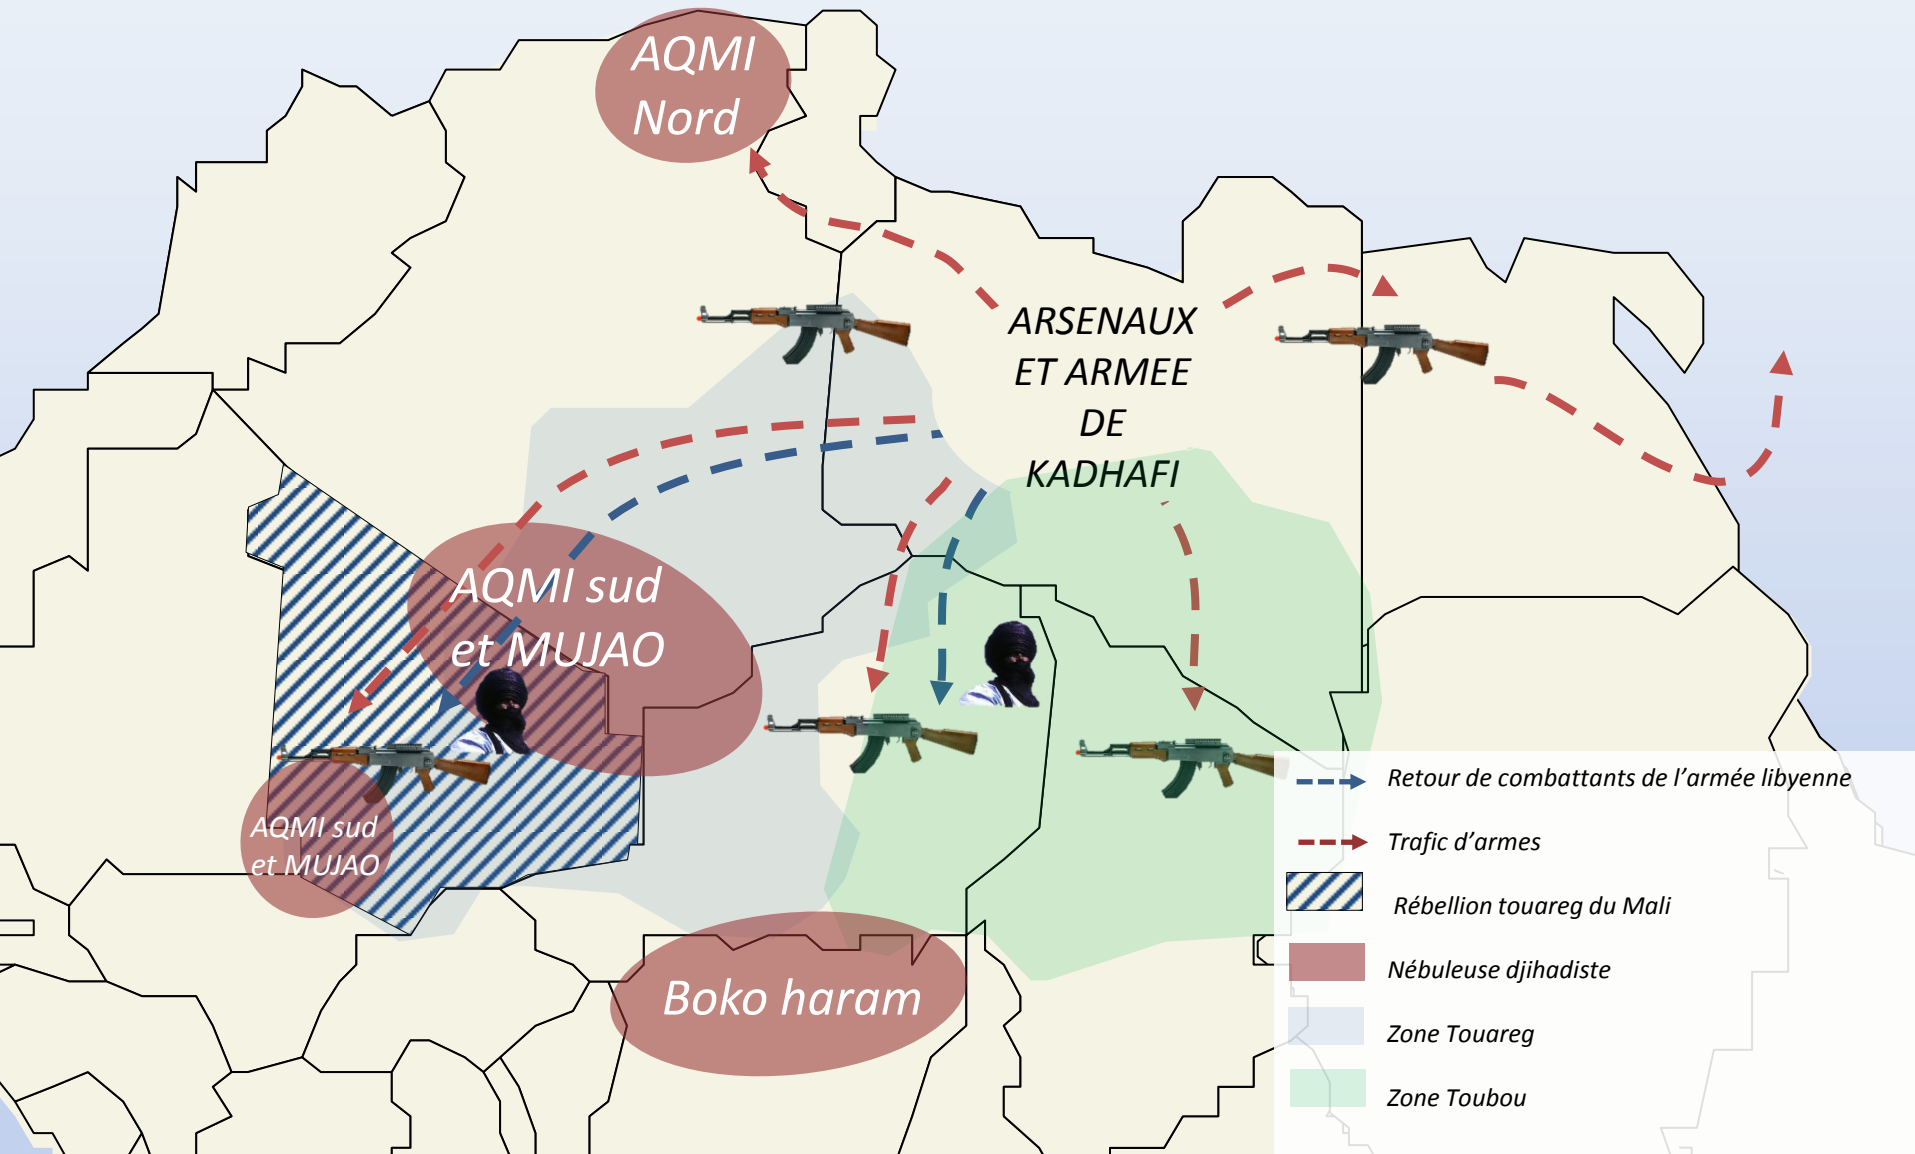 AQMI
Nord
ARSENAUX
ET ARMEE
DE
KADHAFI
AQMI sud
et MUJAO
AQMI sud
et MUJAO
Boko haram
Retour de combattants de l’armée libyenne
Trafic d’armes
Rébellion touareg du Mali
Nébuleuse djihadiste
Zone Touareg
Zone Toubou